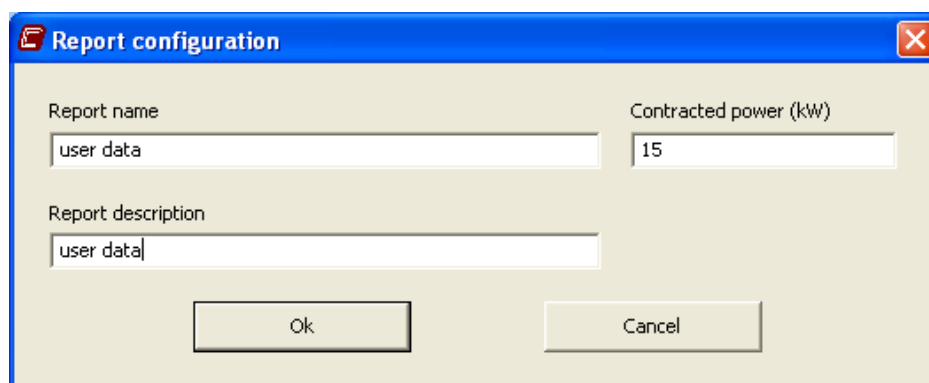 Report configuration
Report name
Contracted power (kW)
user data
15
Report description
user data
Ok
Cancel